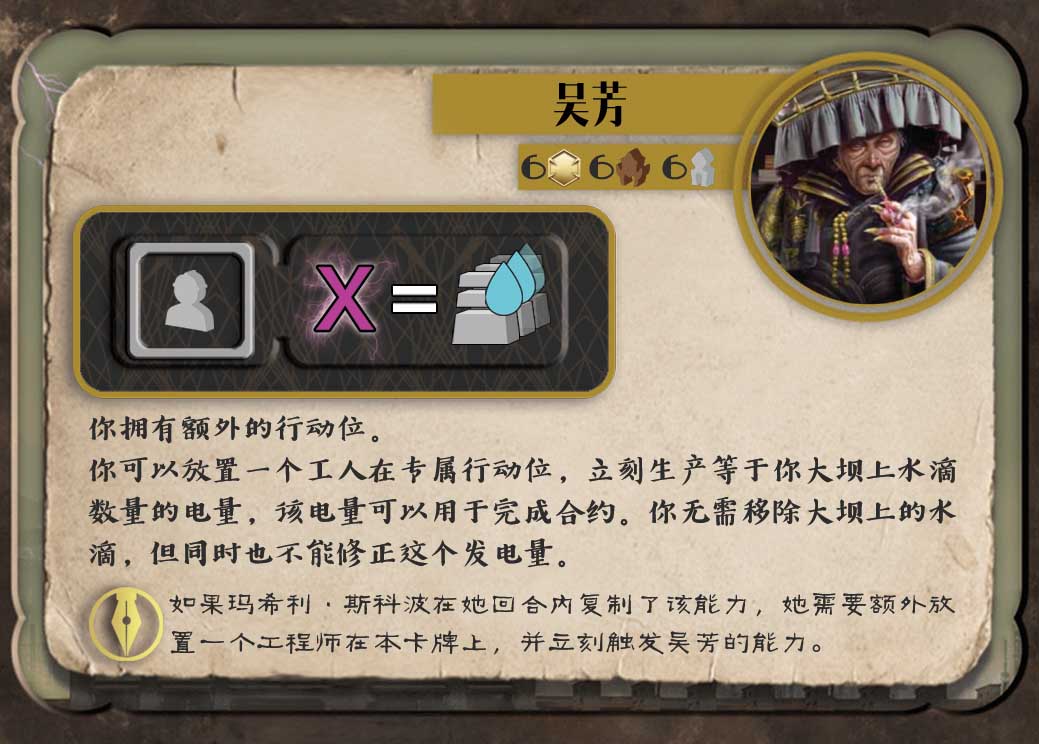 吴芳
6 6 6
X =
你拥有额外的行动位。
你可以放置一个工人在专属行动位，立刻生产等于你大坝上水滴
数量的电量，该电量可以用于完成合约。你无需移除大坝上的水
滴，但同时也不能修正这个发电量。
如果玛希利·斯科波在她回合内复制了该能力，她需要额外放
置一个工程师在本卡牌上，并立刻触发吴芳的能力。